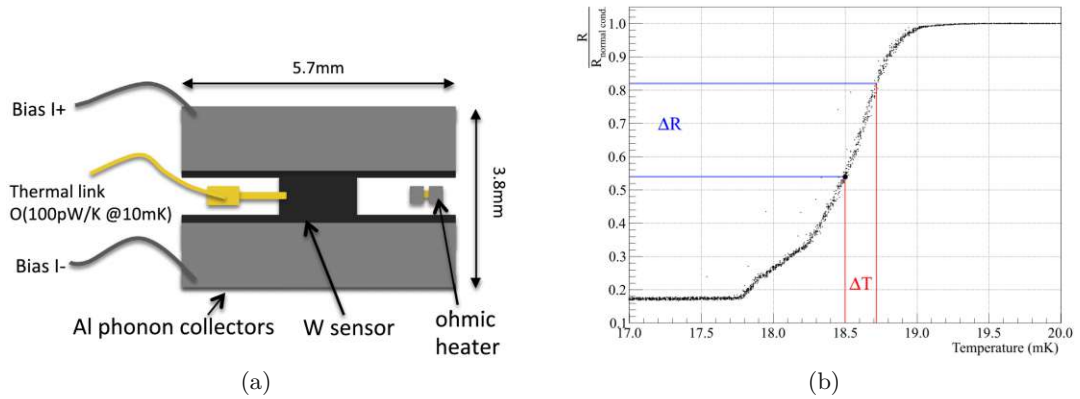 5.7mm
Bias I+
Thermal link
O(100pW/K @10mK)
Bias I-
3.8mm
Al phonon collectors
W sensor
ohmic
heater
(a)
R
R normal cond.
1.0
0.9
0.8
0.7
0.6
0.5
0.4
0.3
0.2
0.1
ΔR
ΔT
17.0 17.5 18.0 18.5 19.0 19.5 20.0
Temperature (mK)
(b)